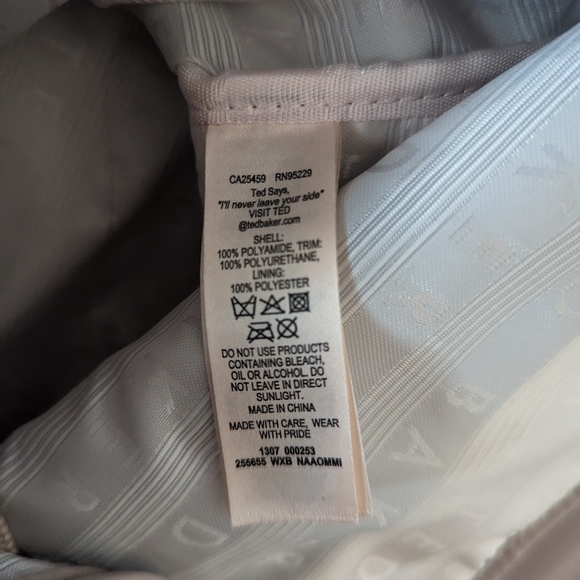 CA25459 RN95229
Ted Says,
"I'll never leave your side"
VISIT TED
@tedbaker.com
SHELL:
100% POLYAMIDE, TRIM:
100% POLYURETHANE,
LINING:
100% POLYESTER
DO NOT USE PRODUCTS
CONTAINING BLEACH,
OIL OR ALCOHOL. DO
NOT LEAVE IN DIRECT
SUNLIGHT.
MADE IN CHINA
MADE WITH CARE, WEAR
WITH PRIDE
1307 000253
255655 WXB NAAOMMI